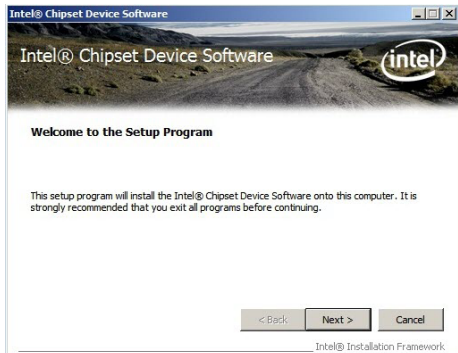 Intel® Chipset Device Software
Intel® Chipset Device Software
intel
Welcome to the Setup Program
This setup program will install the Intel® Chipset Device Software onto this computer. It is
strongly recommended that you exit all programs before continuing.
< Back Next > Cancel
Intel® Installation Framework